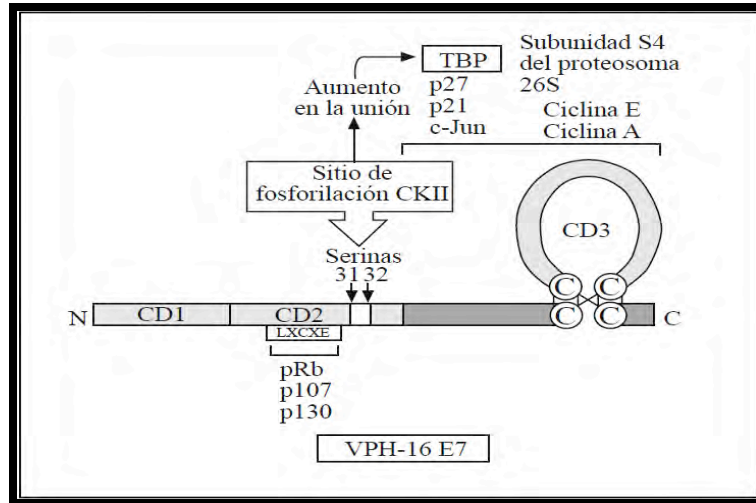 TBP
p27
p21
c-Jun
Subunidad S4
del proteosoma
26S
Ciclina E
Ciclina A
Aumento
en la unión
Sitio de
fosforilación CKII
Serinas
31 32
CD3
C C
C C
N
CD1
CD2
C
LXCXE
pRb
p107
p130
VPH-16 E7